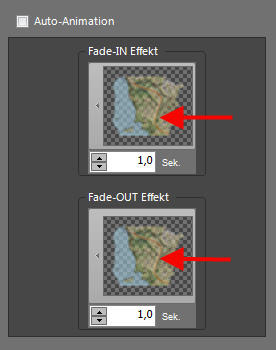 Auto-Animation
Fade-IN Effekt
1,0 Sek.
Fade-OUT Effekt
1,0 Sek.